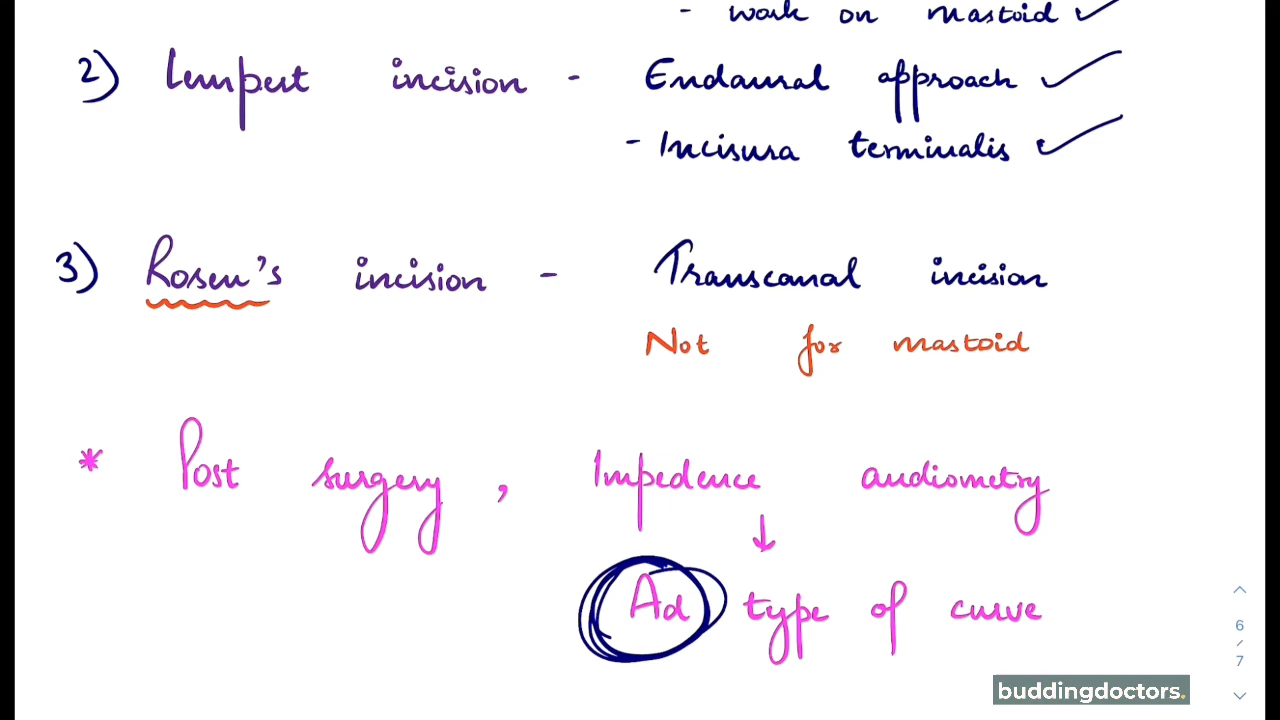 - work on mastoid ✓
2) Lempert incision - Endaural approach ✓
- Incisura terminalis ✓
3) Rosen's incision - Transcanal incision
Not for mastoid
* Post surgery, Impedence audiometry
↓
Ad type of curve
6
/
7
buddingdoctors.